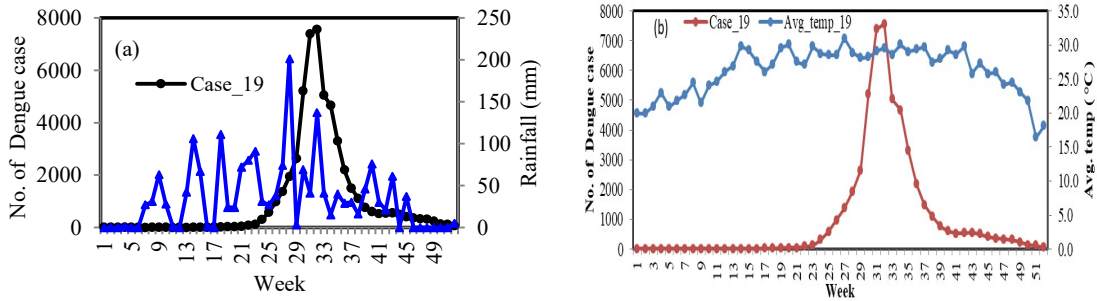 (a)
Case_19
No. of Dengue case
8000
6000
4000
2000
0
250
200
150
100
50
0
Rainfall (mm)
1 5 9 13 17 21 25 29 33 37 41 45 49
Week
(b)
Case_19 Avg_temp_19
No. of Dengue case
8000
7000
6000
5000
4000
3000
2000
1000
0
35.0
30.0
25.0
20.0
15.0
10.0
5.0
0.0
Avg. temp (°C)
1 3 5 7 9 11 13 15 17 19 21 23 25 27 29 31 33 35 37 39 41 43 45 47 49 51
Week